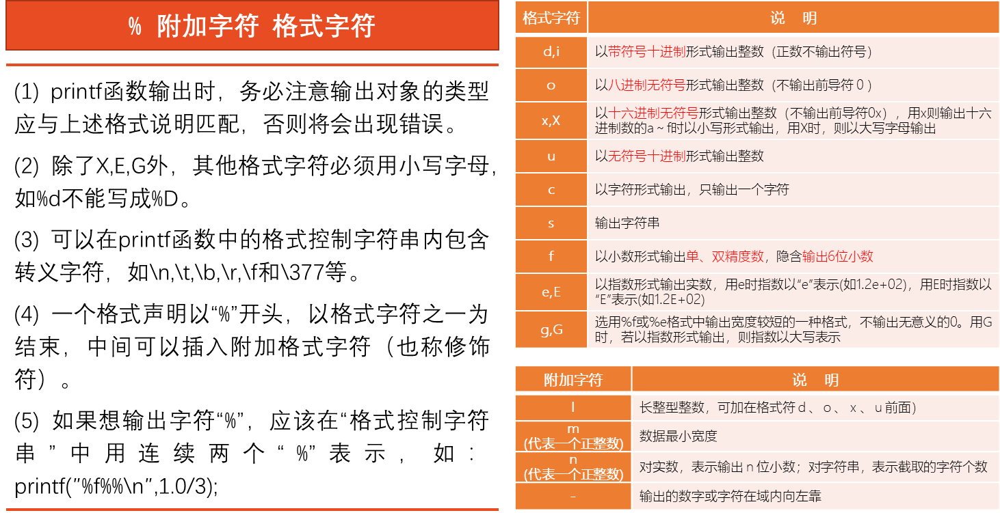 % 附加字符 格式字符
(1) printf函数输出时，务必注意输出对象的类型
应与上述格式说明匹配，否则将会出现错误。
(2) 除了X,E,G外，其他格式字符必须用小写字母,
如%d不能写成%D。
(3) 可以在printf函数中的格式控制字符串内包含
转义字符，如\n,\t,\b,\r,\f和\377等。
(4) 一个格式声明以“%”开头，以格式字符之一为
结束，中间可以插入附加格式字符（也称修饰
符）。
(5) 如果想输出字符“%”，应该在“格式控制字符
串”中用连续两个“%”表示，如：
printf("%f%%\n",1.0/3);
格式字符 说 明
d,i 以带符号十进制形式输出整数（正数不输出符号）
o 以八进制无符号形式输出整数（不输出前导符０）
x,X 以十六进制无符号形式输出整数（不输出前导符0x），用x则输出十六
进制数的a～f时以小写形式输出，用X时，则以大写字母输出
u 以无符号十进制形式输出整数
c 以字符形式输出，只输出一个字符
s 输出字符串
f 以小数形式输出单、双精度数，隐含输出6位小数
e,E 以指数形式输出实数，用e时指数以“e”表示(如1.2e+02)，用E时指数以
“E”表示(如1.2E+02)
g,G 选用%f或%e格式中输出宽度较短的一种格式，不输出无意义的0。用G
时，若以指数形式输出，则指数以大写表示
附加字符 说 明
l 长整型整数，可加在格式符ｄ、ｏ、ｘ、ｕ前面）
m
(代表一个正整数) 数据最小宽度
n
(代表一个正整数) 对实数，表示输出ｎ位小数；对字符串，表示截取的字符个数
- 输出的数字或字符在域内向左靠